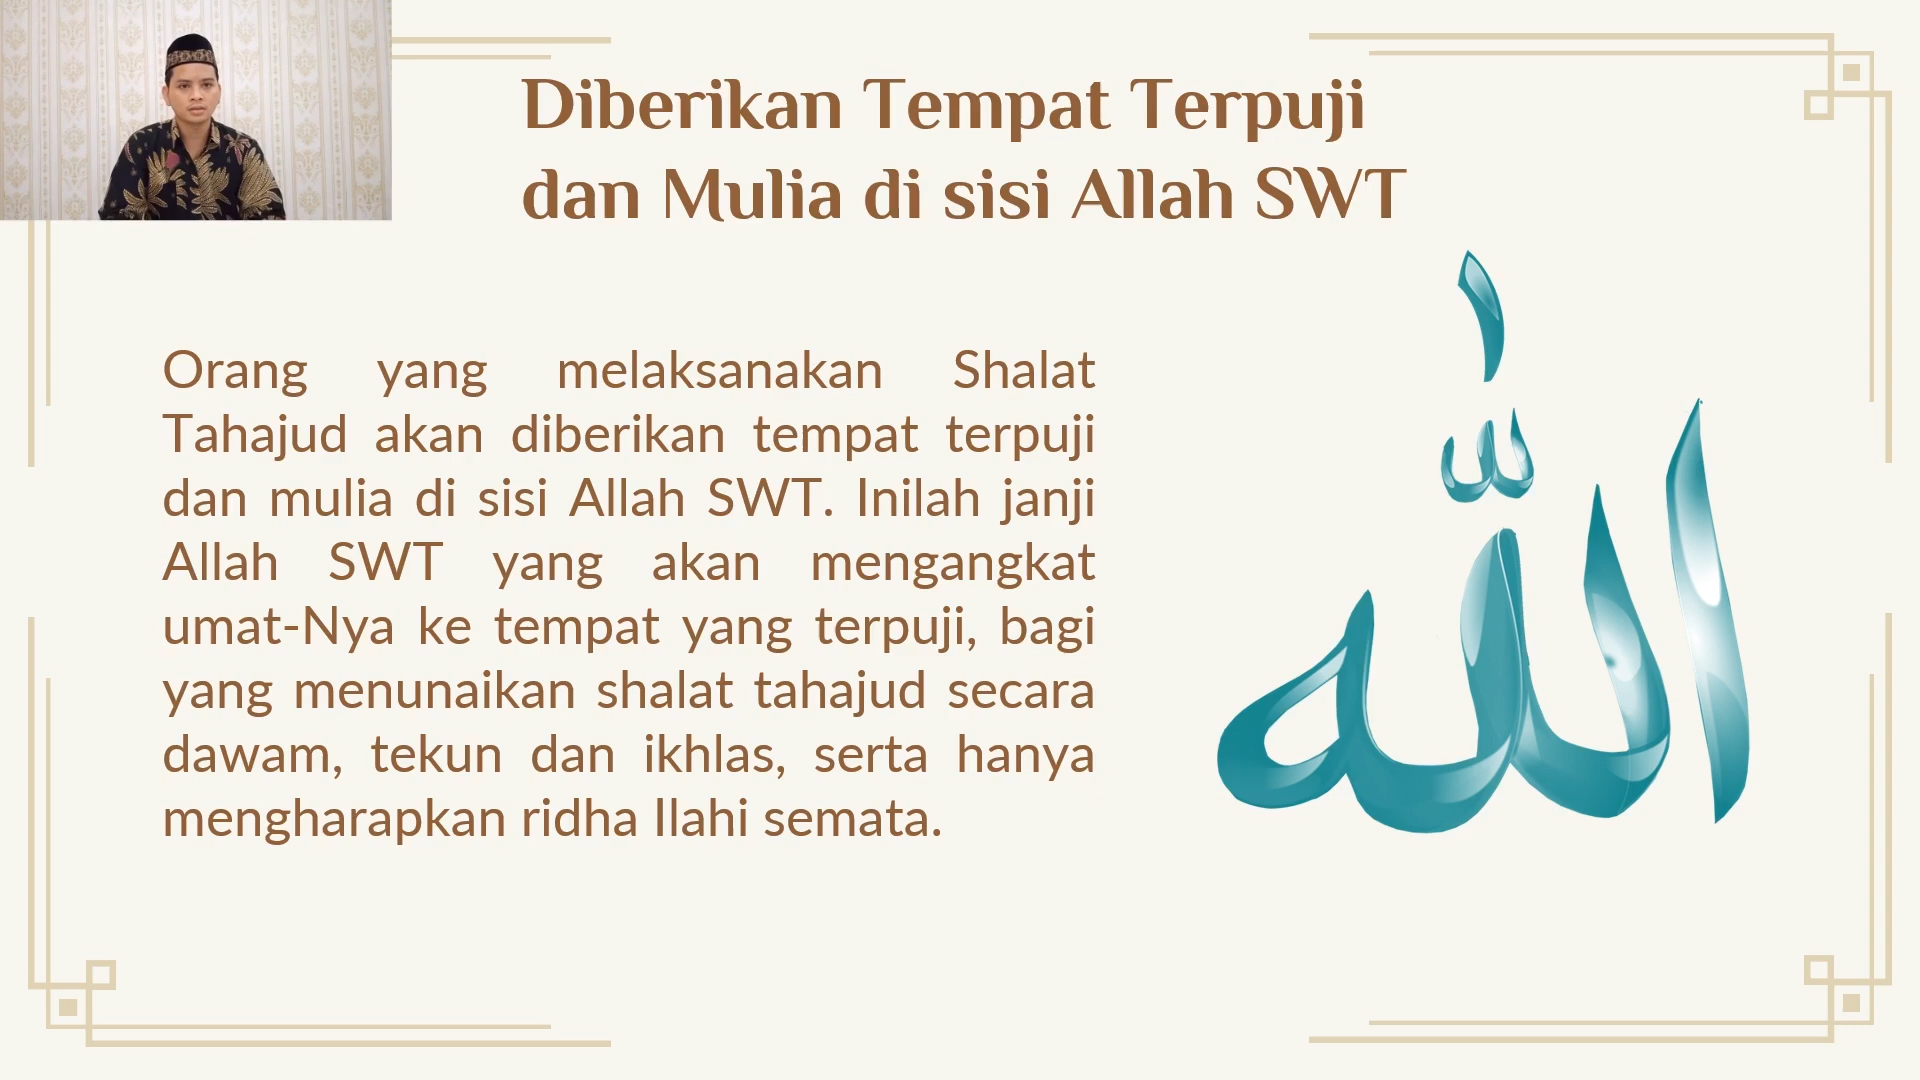 Diberikan Tempat Terpuji
dan Mulia di sisi Allah SWT
Orang yang melaksanakan Shalat
Tahajud akan diberikan tempat terpuji
dan mulia di sisi Allah SWT. Inilah janji
Allah SWT yang akan mengangkat
umat-Nya ke tempat yang terpuji, bagi
yang menunaikan shalat tahajud secara
dawam, tekun dan ikhlas, serta hanya
mengharapkan ridha Ilahi semata.
الله